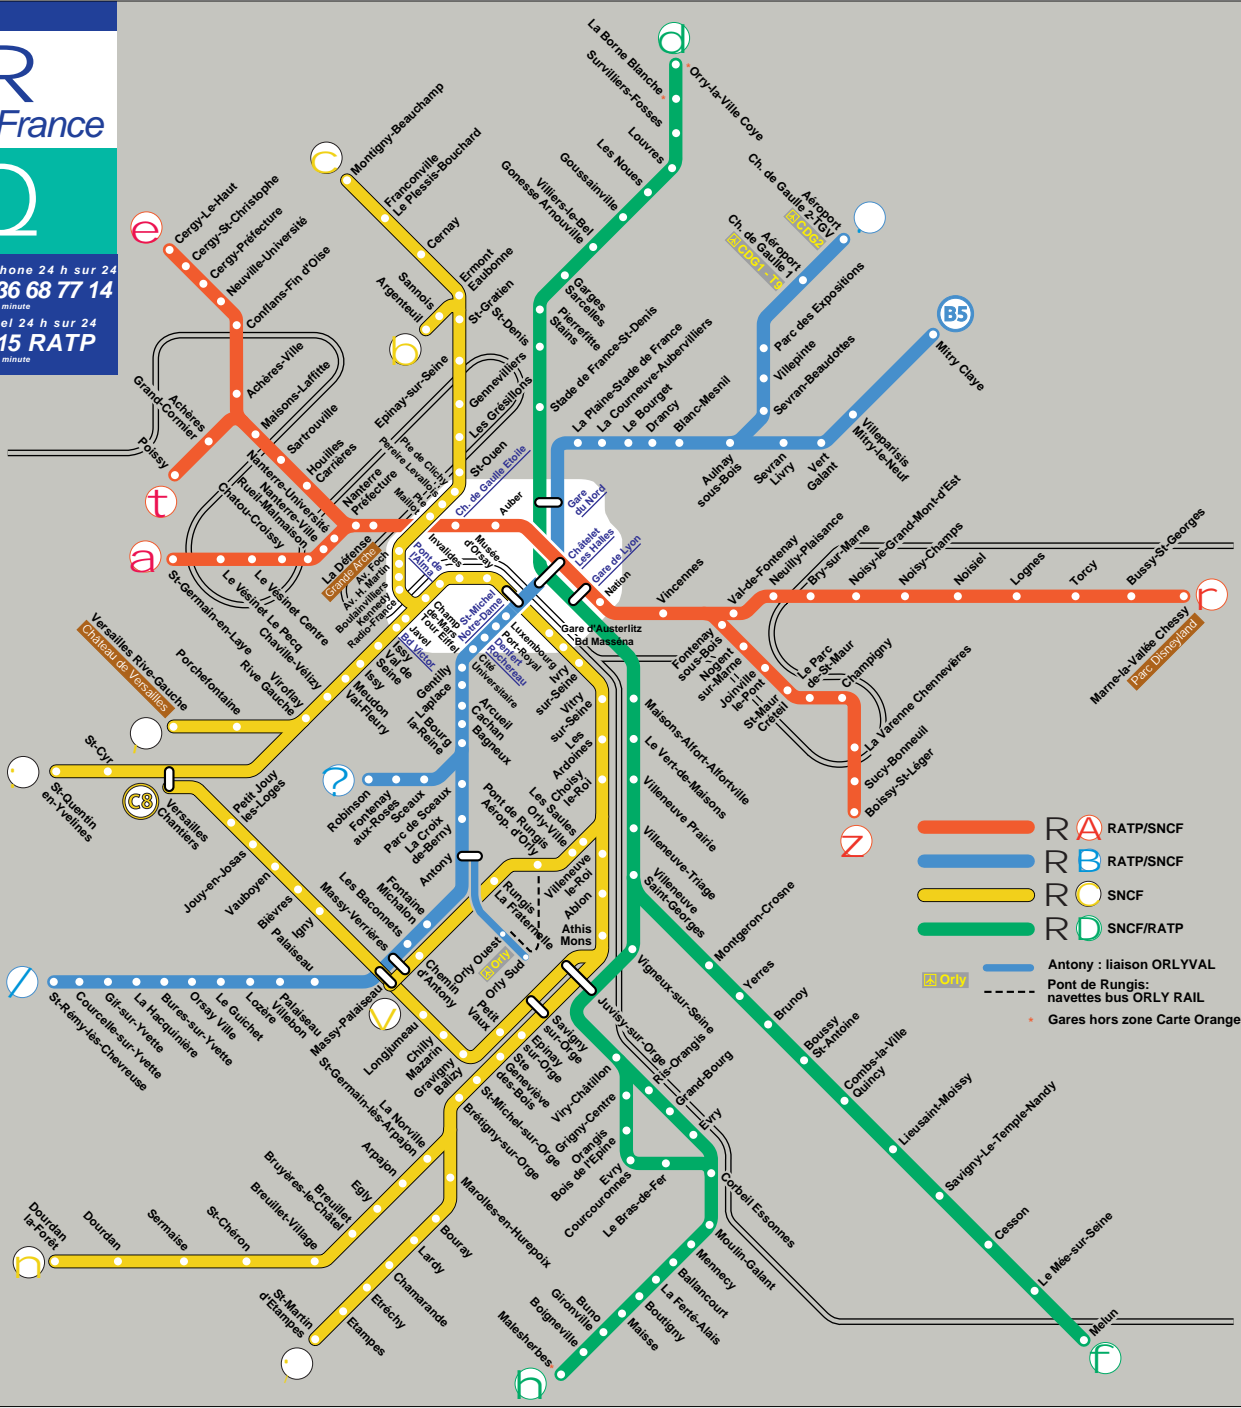 R
France
Q
hone 24 h sur 24
36 68 77 14
minute
el 24 h sur 24
15 RATP
minute
d
La Borne Blanche
Orry-la-Ville Coye
Survilliers-Fosses
Louvres
Les Noues
Goussainville
Villiers-le-Bel
Gonesse Arnouville
Garges
Sarcelles
Pierrefitte
Stains
St-Denis
Stade de France-St-Denis
c
Montigny-Beauchamp
Franconville
Le Plessis-Bouchard
Cernay
Ermont
Eaubonne
Sannois
Argenteuil
b
St-Gratien
Epinay-sur-Seine
Gennevilliers
Les Grésillons
St-Ouen
Pte de Clichy
Pereire Levallois
Pte
Maillot
e
Cergy-Le-Haut
Cergy-St-Christophe
Cergy-Préfecture
Neuville-Université
Conflans-Fin d'Oise
Achères-Ville
Maisons-Laffitte
Sartrouville
Houilles
Carrières
Achères
Grand-Cormier
Poissy
t
Nanterre-Université
Nanterre-Ville
Rueil-Malmaison
Chatou-Croissy
Nanterre
Préfecture
a
St-Germain-en-Laye
Le Vésinet Le Pecq
Le Vésinet Centre
La Défense
Grande Arche
Ch. de Gaulle Etoile
Auber
Gare
du Nord
Châtelet
Les Halles
Gare de Lyon
Nation
Vincennes
Val-de-Fontenay
Neuilly-Plaisance
Bry-sur-Marne
Noisy-le-Grand-Mont-d'Est
Noisy-Champs
Noisiel
Lognes
Torcy
Bussy-St-Georges
Marne-la-Vallée Chessy
Parc Disneyland
r
Fontenay
sous-Bois
Nogent
sur-Marne
Joinville
le-Pont
St-Maur
Créteil
Le Parc
de-St-Maur
Champigny
La Varenne Chennevières
Sucy-Bonneuil
Boissy-St-Léger
z
Aéroport
Ch. de Gaulle 2-TGV
CDG2
Aéroport
Ch. de Gaulle 1
CDG1 - T9
Parc des Expositions
Villepinte
Sevran-Beaudottes
B5
Mitry Claye
Villeparisis
Mitry-le-Neuf
Vert
Galant
Sevran
Livry
Aulnay
sous-Bois
Blanc-Mesnil
Drancy
Le Bourget
La Courneuve-Aubervilliers
La Plaine-Stade de France
Invalides
Musée
d'Orsay
Pont de
l'Alma
Av. Foch
Av. H. Martin
Boulainvilliers
Kennedy
Radio-France
Champ
de-Mars
Tour Eiffel
Javel
Bd Victor
Issy
Val de
Seine
Issy
Meudon
Val-Fleury
Chaville-Vélizy
Viroflay
Rive Gauche
Porchefontaine
Versailles Rive-Gauche
Château de Versailles
St-Cyr
St-Quentin
en-Yvelines
C8
Versailles
Chantiers
Petit Jouy
les-Loges
Jouy-en-Josas
Vauboyen
Bièvres
Igny
Palaiseau
Massy-Verrières
Les Baconnets
Fontaine
Michalon
Antony
La Croix
de-Berny
Parc de Sceaux
Sceaux
Fontenay
aux-Roses
Robinson
?
L Bourg
la-Reine
Bagneux
Arcueil
Cachan
Laplace
Gentilly
Cité
Universitaire
Denfert
Rochereau
Port-Royal
Luxembourg
St-Michel
Notre-Dame
Gare d'Austerlitz
Bd Masséna
Ivry
sur-Seine
Vitry
sur-Seine
Les
Ardoines
Choisy
le-Roi
Les Saules
Orly-Ville
Pont de Rungis
Aérop. d'Orly
Rungis
La Fraternelle
Villeneuve
le-Roi
Ablon
Athis
Mons
Orly Ouest
Orly
Orly Sud
Chemin
d'Antony
Massy-Palaiseau
V
Longjumeau
Chilly
Mazarin
Gravigny
Balizy
Petit
Vaux
Savigny
sur-Orge
Epinay
sur-Orge
Ste
Geneviève
des-Bois
St-Michel-sur-Orge
Brétigny-sur-Orge
St-Rémy-lès-Chevreuse
Courcelle-sur-Yvette
Gif-sur-Yvette
La Hacquinière
Bures-sur-Yvette
Orsay Ville
Le Guichet
Lozère
Palaiseau
Villebon
St-Germain-lès-Arpajon
La Norville
Arpajon
Egly
Breuillet
Bruyères-le-Châtel
Breuillet-Village
St-Chéron
Sermaise
Dourdan
Dourdan
la-Forêt
n
Marolles-en-Hurepoix
Bouray
Lardy
Chamarande
Etréchy
Etampes
St-Martin
d'Etampes
Maisons-Alfort-Alfortville
Le Vert-de-Maisons
Villeneuve Prairie
Villeneuve-Triage
Villeneuve
Saint-Georges
Montgeron-Crosne
Yerres
Brunoy
Boussy
St-Antoine
Combs-la-Ville
Quincy
Lieusaint-Moissy
Savigny-Le-Temple-Nandy
Cesson
Le Mée-sur-Seine
Melun
f
Vigneux-sur-Seine
Juvisy-sur-Orge
Viry-Châtillon
Ris-Orangis
Grand-Bourg
Evry
Grigny-Centre
Orangis
Bois de l'Epine
Evry
Courcouronnes
Le Bras-de-Fer
Corbeil Essonnes
Moulin-Galant
Mennecy
Ballancourt
La Ferté-Alais
Boutigny
Maisse
Buno
Gironville
Boigneville
Malesherbes
h
R A RATP/SNCF
R B RATP/SNCF
R SNCF
R D SNCF/RATP
Orly
Antony : liaison ORLYVAL
Pont de Rungis:
navettes bus ORLY RAIL
Gares hors zone Carte Orange